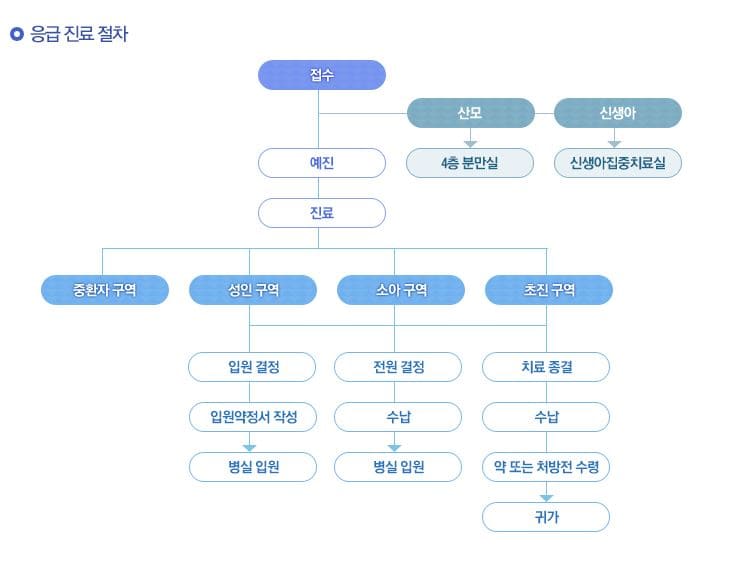 응급 진료 절차
접수
산모
신생아
예진
4층 분만실
신생아집중치료실
진료
중환자 구역
성인 구역
소아 구역
초진 구역
입원 결정
전원 결정
치료 종결
입원약정서 작성
수납
수납
병실 입원
병실 입원
약 또는 처방전 수령
귀가